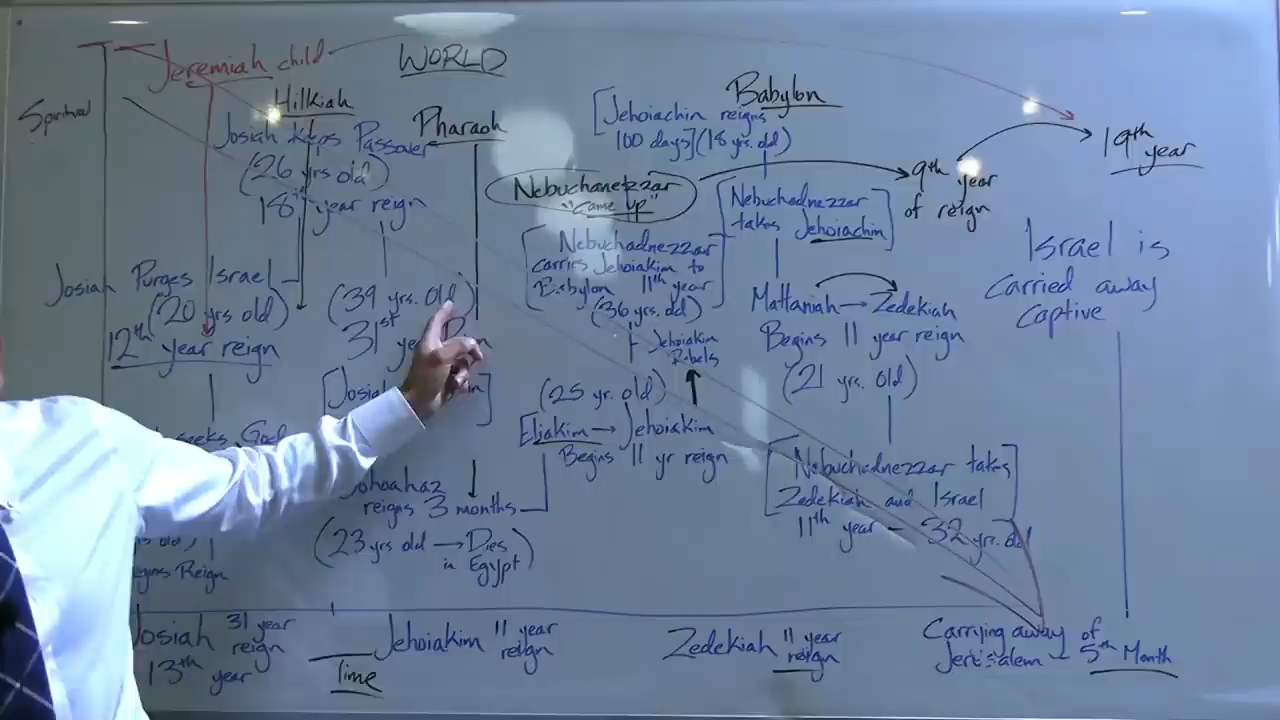 Jeremiah child
WORLD
Spiritual
Hilkiah
Josiah keeps Passover
(26 yrs old)
18th year reign
Pharaoh
Josiah Purges Israel
(20 yrs old)
12th year reign
(39 yrs. Old)
31st
seeks God
reigns 3 months
(23 yrs old → Dies
in Egypt)
Reign
Babylon
[Jehoiachin reigns
100 days] (18 yrs. old)
Nebuchanetzzar
"came up"
9th year
of reign
19th
year
[Nebuchadnezzar
takes Jehoiachin]
[Nebuchadnezzar
carries Jehoiakim to
Babylon 11th year]
(36 yrs. old)
Jehoiakim
Rebels
(25 yr. old)
Eliakim → Jehoiakim
Begins 11 yr reign
Mattaniah → Zedekiah
Begins 11 year reign
(21 yrs. old)
[Nebuchadnezzar takes
Zedekiah and Israel]
11th year - 32 yr. old
Israel is
Carried away
captive
Josiah 31 year
reign
13th year
Time
Jehoiakim 11 year
reign
Zedekiah 11 year
reign
Carrying away of
Jerusalem - 5th Month